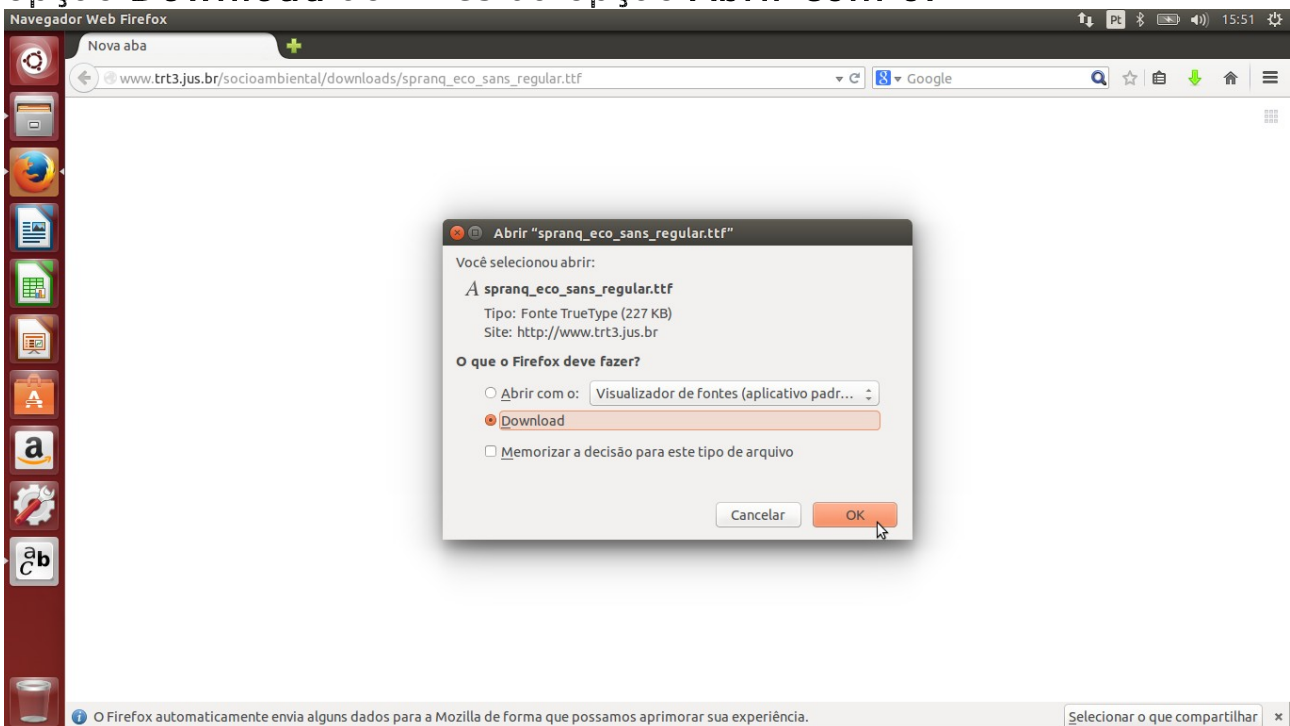 Navegador Web Firefox
Pt
15:51
Nova aba
www.trt3.jus.br/socioambiental/downloads/spranq_eco_sans_regular.ttf
Google
Abrir “spranq_eco_sans_regular.ttf”
Você selecionou abrir:
A spranq_eco_sans_regular.ttf
Tipo: Fonte TrueType (227 KB)
Site: http://www.trt3.jus.br
O que o Firefox deve fazer?
Abrir com o: Visualizador de fontes (aplicativo padr...
Download
Memorizar a decisão para este tipo de arquivo
Cancelar OK
O Firefox automaticamente envia alguns dados para a Mozilla de forma que possamos aprimorar sua experiência.
Selecionar o que compartilhar